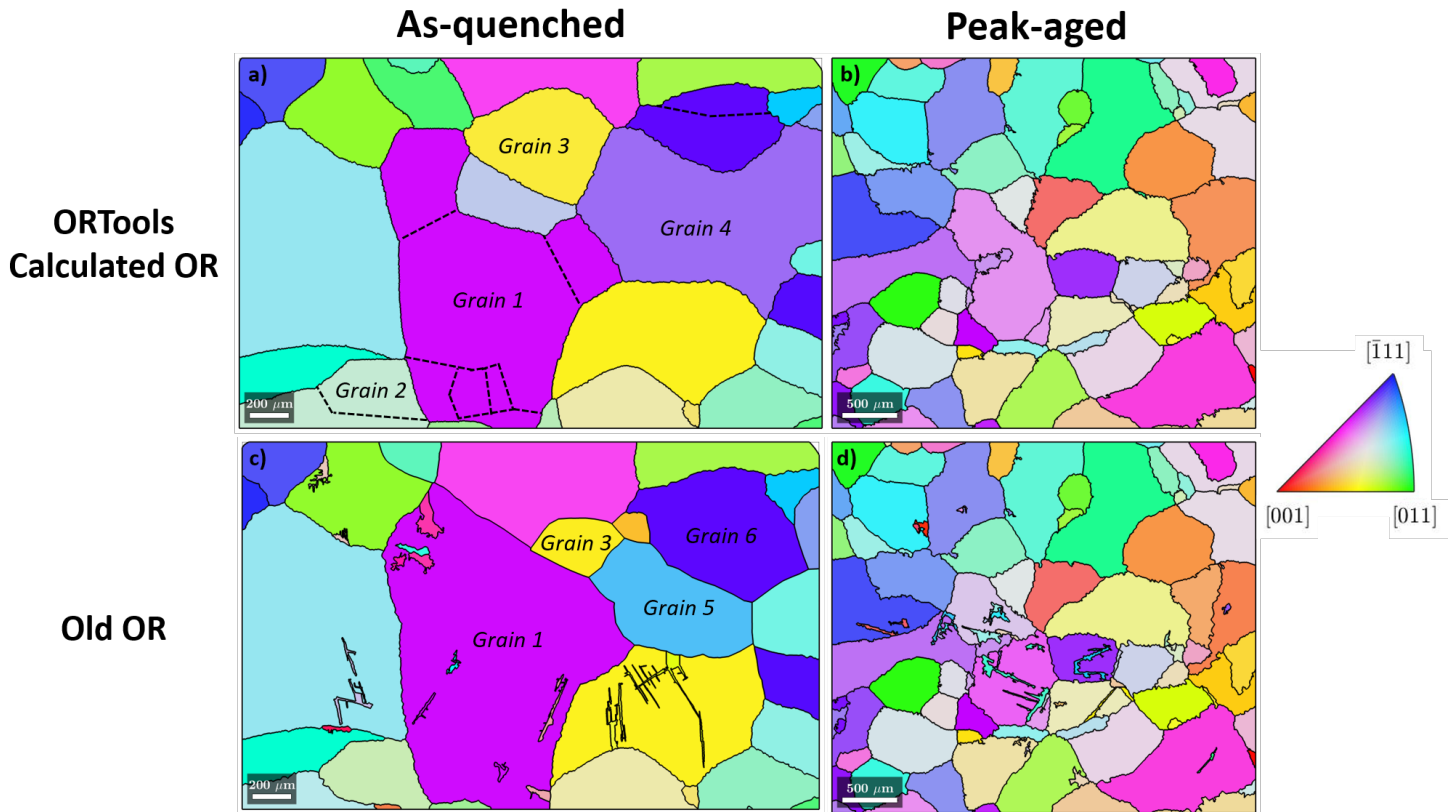 As-quenched
Peak-aged
ORTools
Calculated OR
a)
Grain 3
Grain 4
Grain 1
Grain 2
200 μm
b)
500 μm
[1̅11]
[001]
[011]
Old OR
c)
Grain 3
Grain 6
Grain 5
Grain 1
200 μm
d)
500 μm